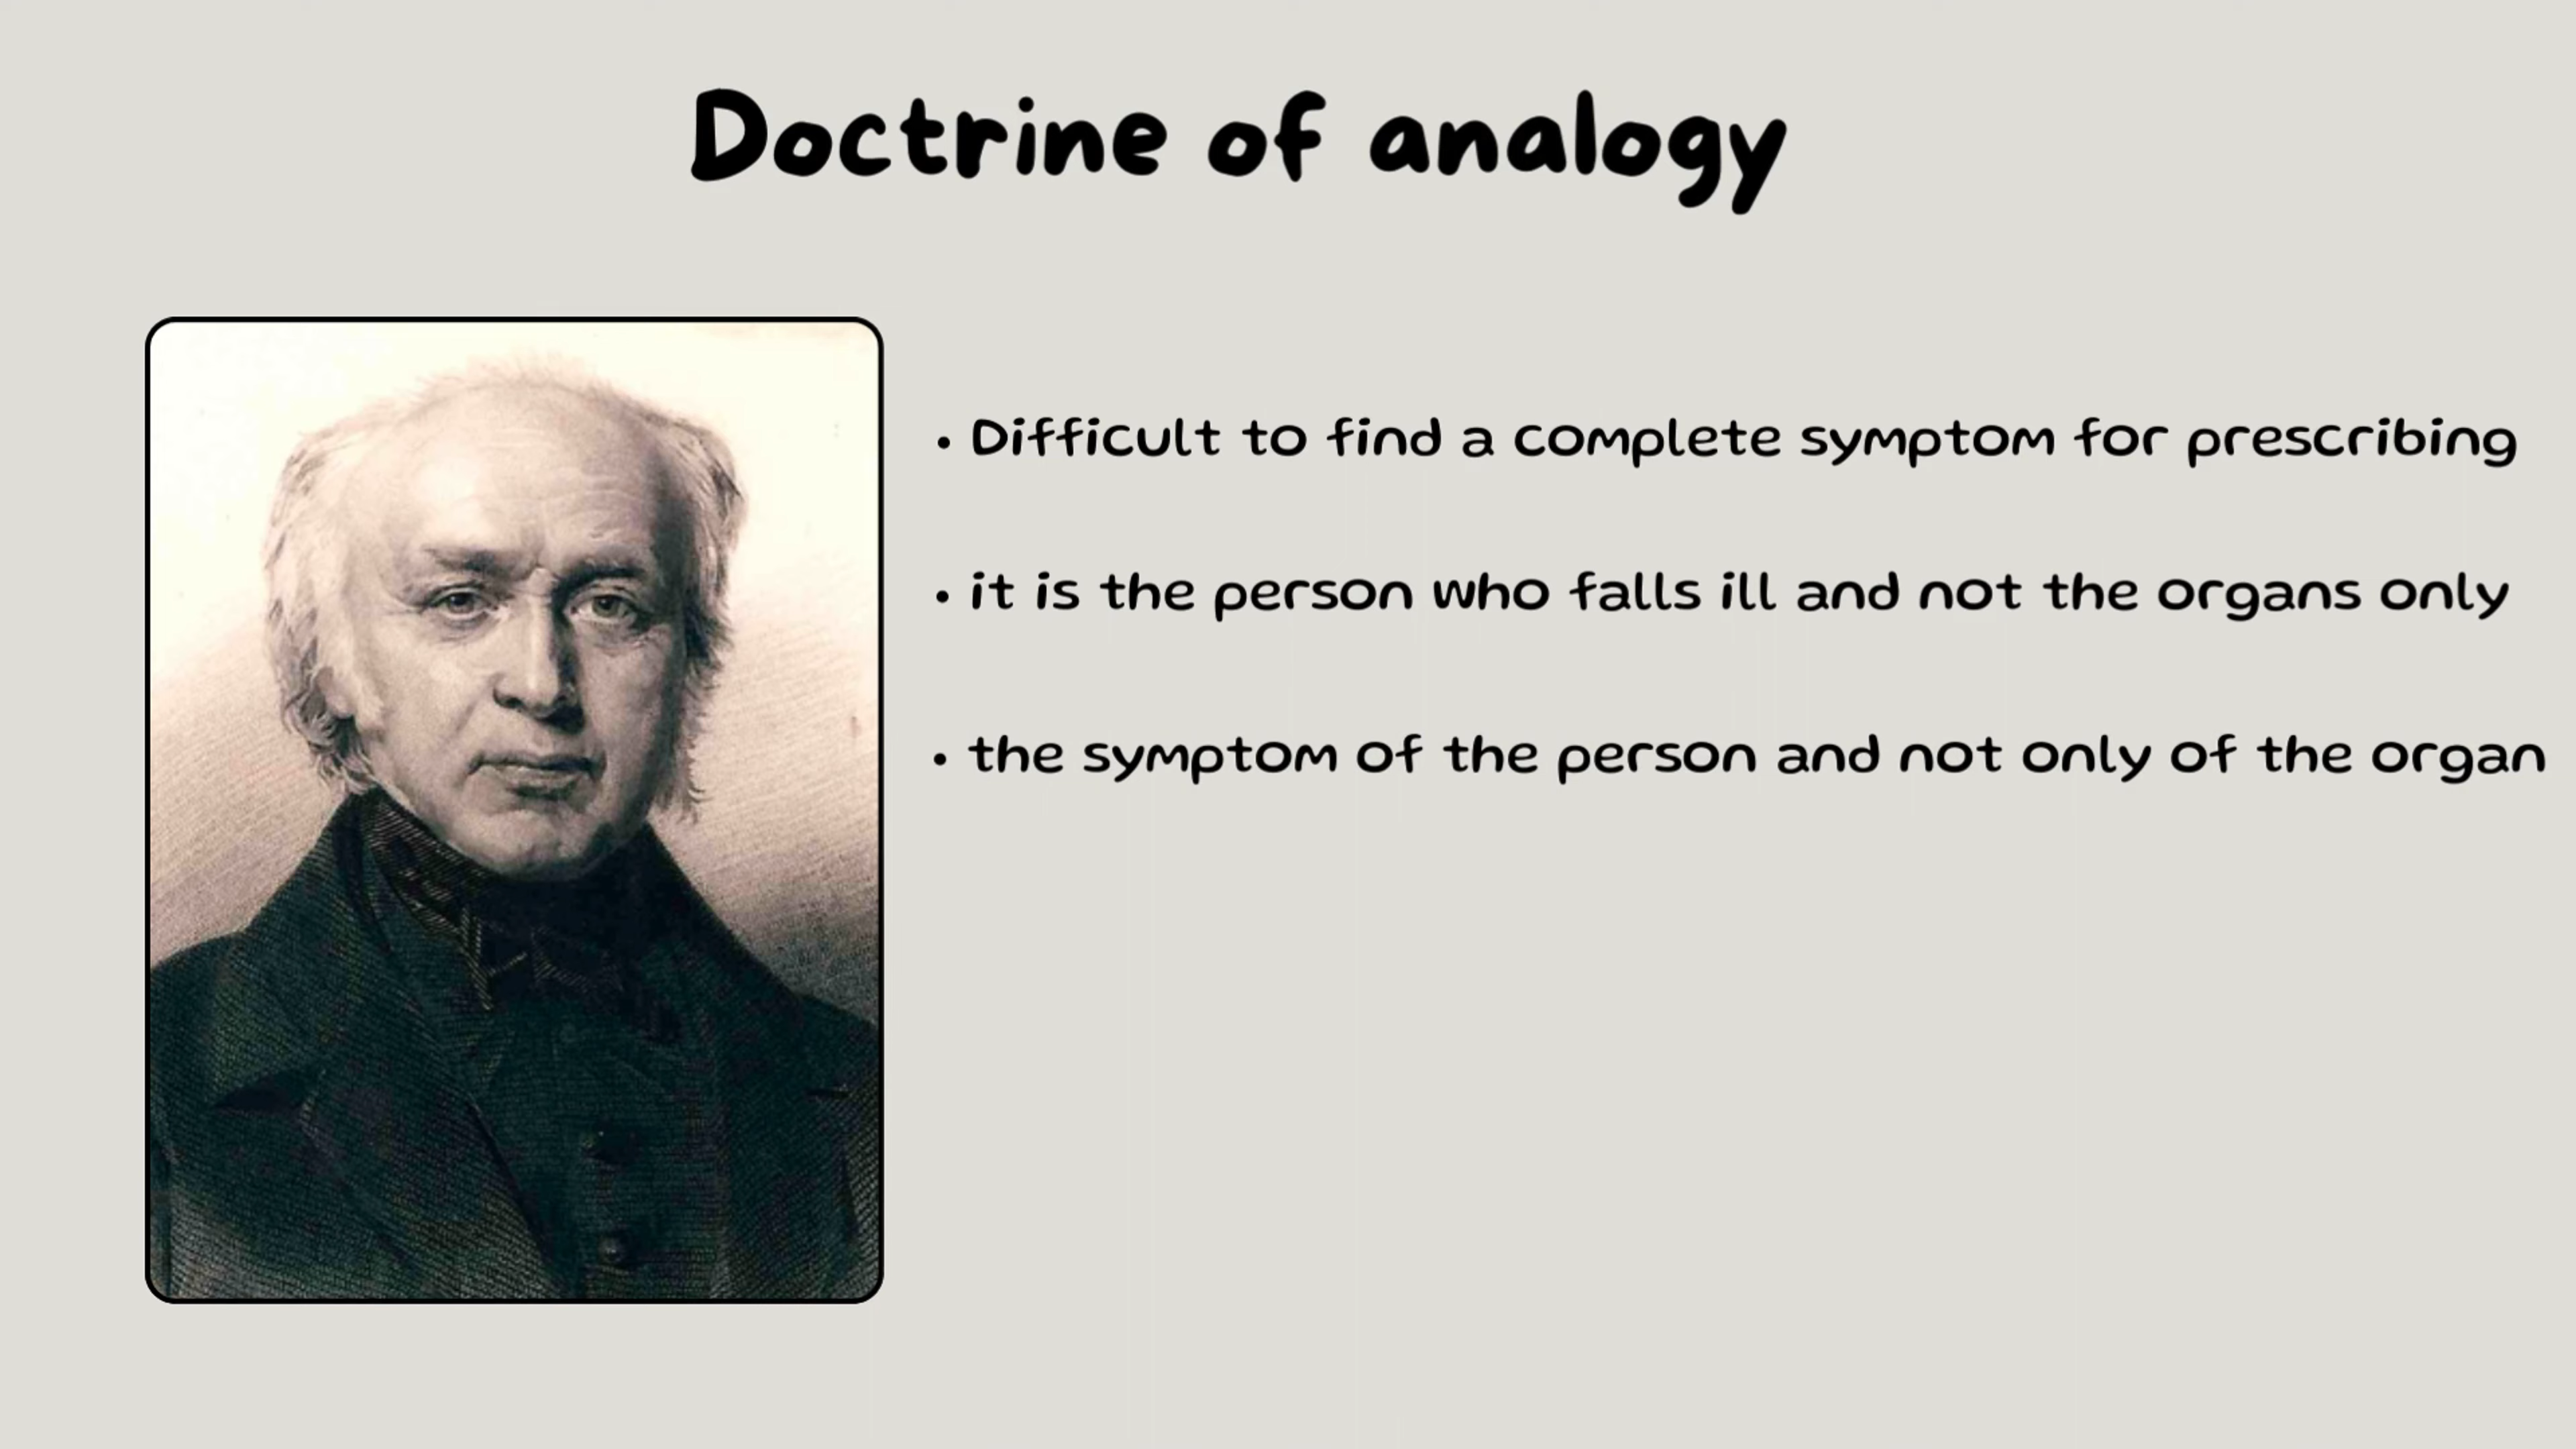 Doctrine of analogy
• Difficult to find a complete symptom for prescribing
• it is the person who falls ill and not the organs only
• the symptom of the person and not only of the organ